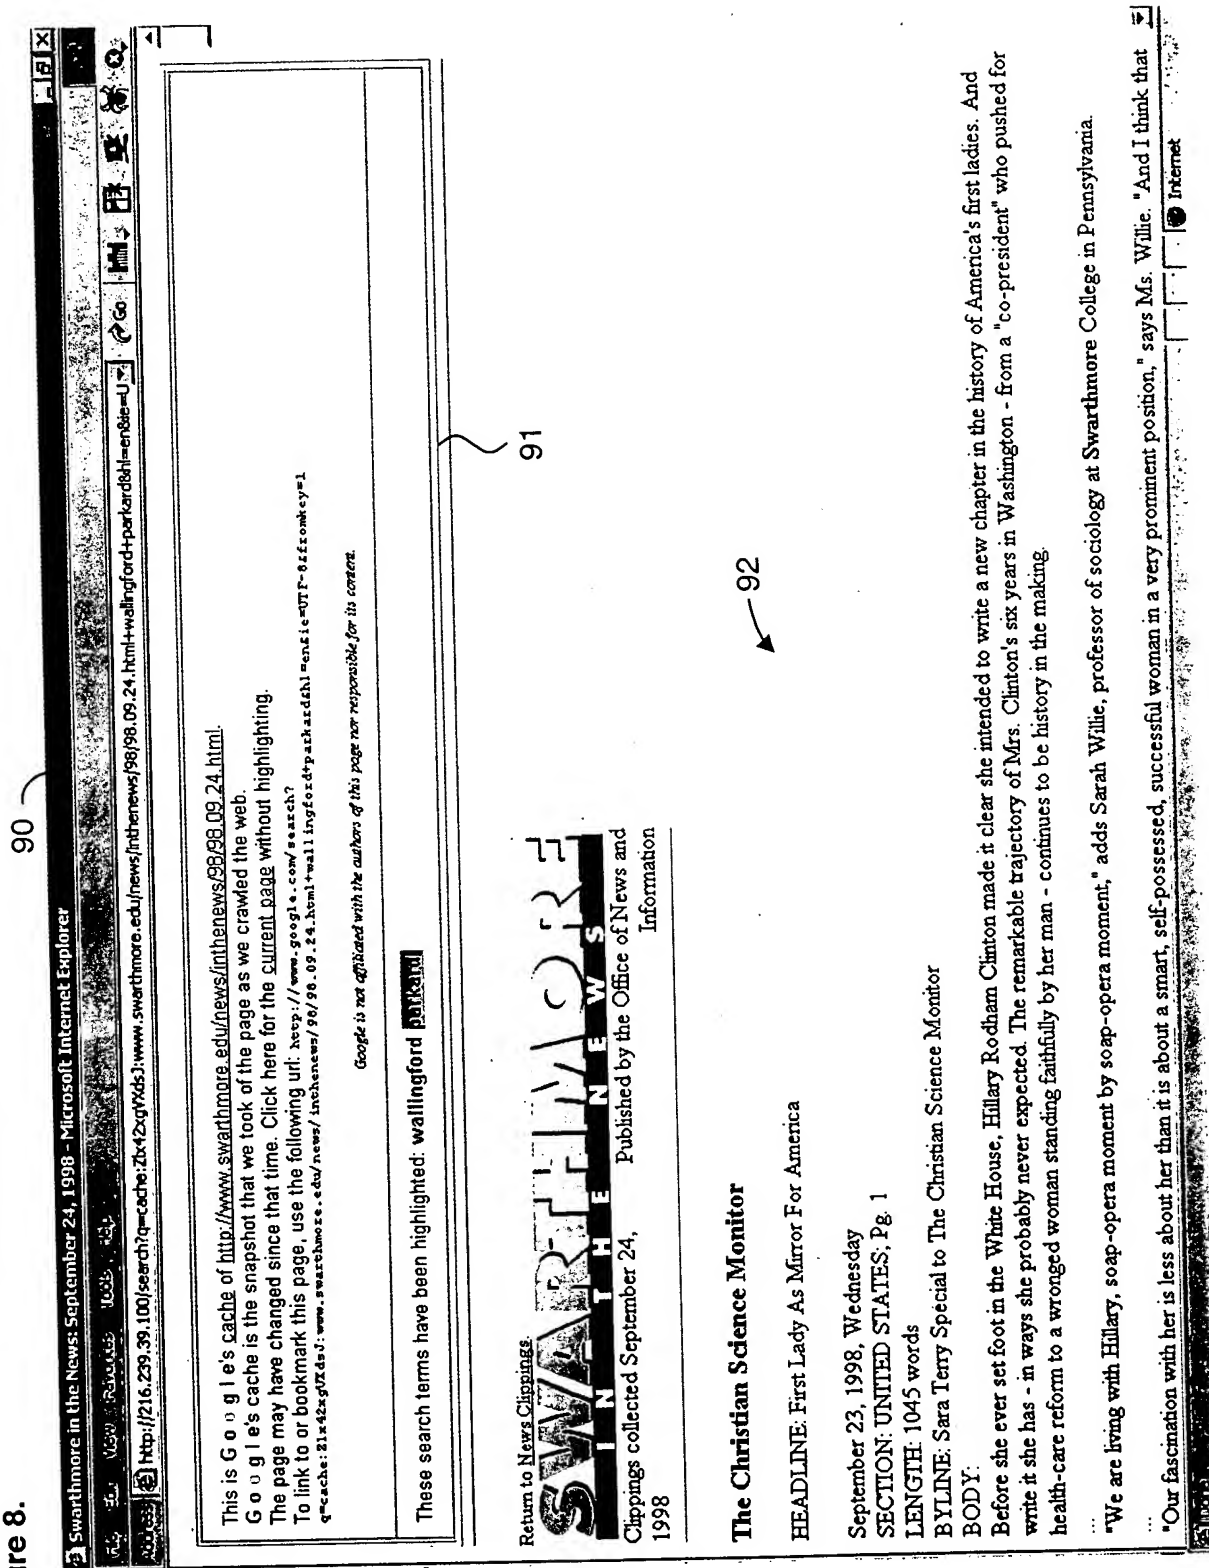 re 8.
90
Swarthmore in the News: September 24, 1998 - Microsoft Internet Explorer
View Favorites Tools Help
Address http://216.239.39.100/search?q=cache:Zlx42xgVXdsJ:www.swarthmore.edu/news/inthenews/98/98.09.24.html+wallingford+parkard&hl=en&ie=U Go
This is G o o g l e's cache of http://www.swarthmore.edu/news/inthenews/98/98.09.24.html.
G o o g l e's cache is the snapshot that we took of the page as we crawled the web.
The page may have changed since that time. Click here for the current page without highlighting.
To link to or bookmark this page, use the following url: http://www.google.com/search?
q=cache:Zlx42xgVXdsJ:www.swarthmore.edu/news/inthenews/98/98.09.24.html+wallingford+parkard&hl=en&ie=UTF-8&fromkey=1
Google is not affiliated with the authors of this page nor responsible for its content.
These search terms have been highlighted: wallingford parkard
91
Return to News Clippings
SWARTHMORE
IN THE NEWS
Clippings collected September 24, 1998
Published by the Office of News and Information
92
The Christian Science Monitor
HEADLINE: First Lady As Mirror For America
September 23, 1998, Wednesday
SECTION: UNITED STATES; Pg. 1
LENGTH: 1045 words
BYLINE: Sara Terry Special to The Christian Science Monitor
BODY:
Before she ever set foot in the White House, Hillary Rodham Clinton made it clear she intended to write a new chapter in the history of America's first ladies. And
write it she has - in ways she probably never expected. The remarkable trajectory of Mrs. Clinton's six years in Washington - from a "co-president" who pushed for
health-care reform to a wronged woman standing faithfully by her man - continues to be history in the making.
...
"We are living with Hillary, soap-opera moment by soap-opera moment," adds Sarah Willie, professor of sociology at Swarthmore College in Pennsylvania.
...
"Our fascination with her is less about her than it is about a smart, self-possessed, successful woman in a very prominent position," says Ms. Willie. "And I think that
Internet